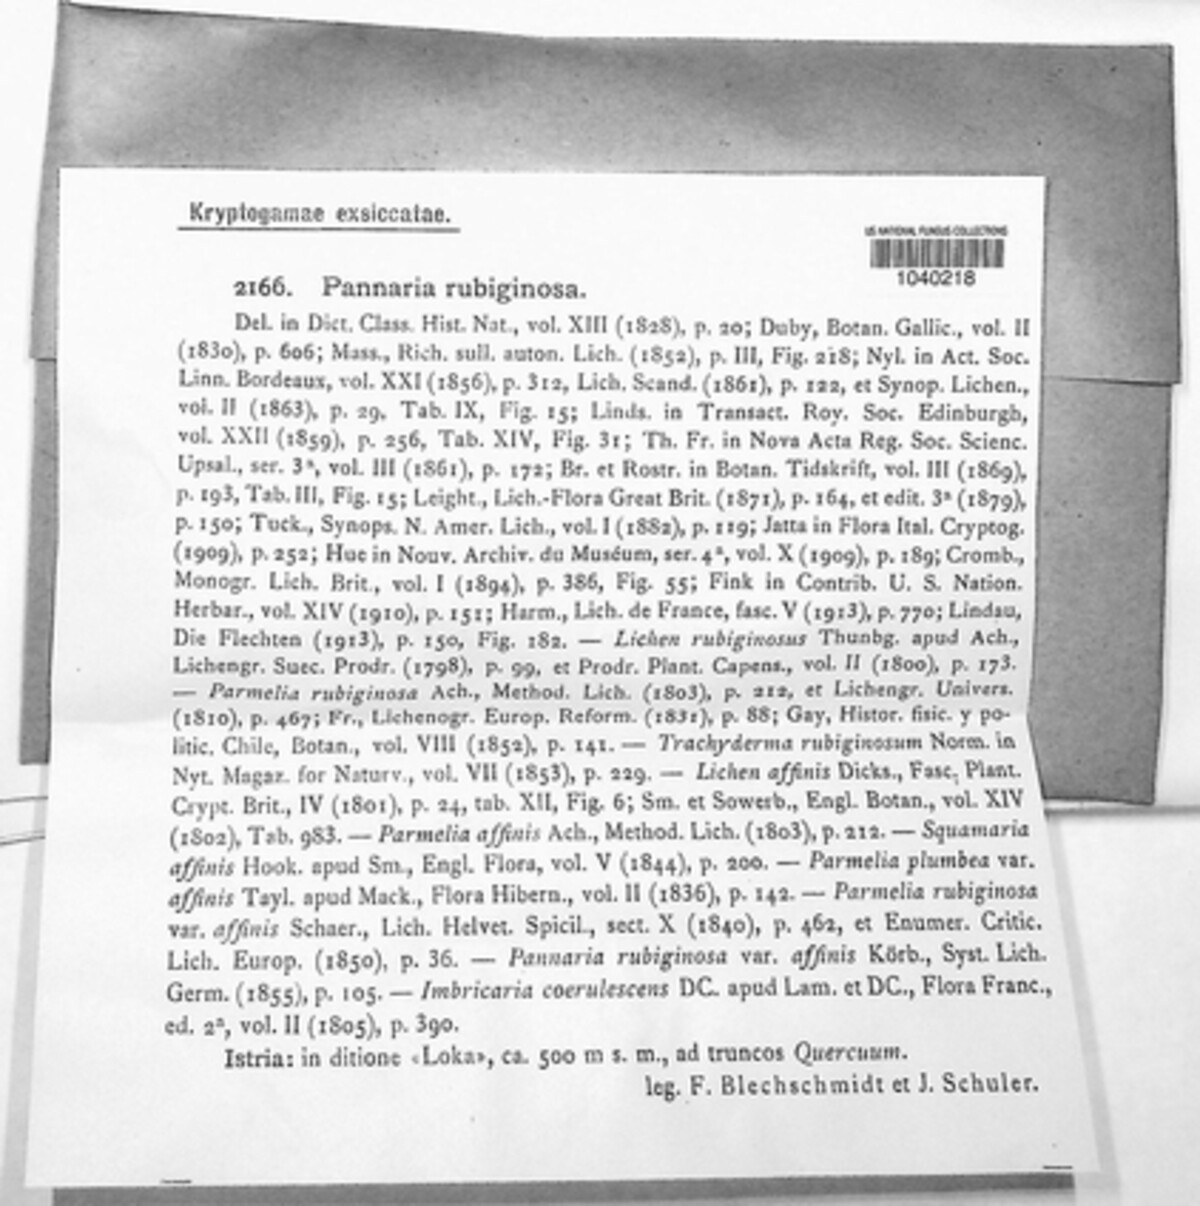 Kryptogamae exsiccatae.
US NATIONAL FUNGUS COLLECTIONS
1040218
2166. Pannaria rubiginosa.
Del. in Dict. Class. Hist. Nat., vol. XIII (1828), p. 20; Duby, Botan. Gallic., vol. II
(1830), p. 606; Mass., Rich. sull. auton. Lich. (1852), p. III, Fig. 218; Nyl. in Act. Soc.
Linn. Bordeaux, vol. XXI (1856), p. 312, Lich. Scand. (1861), p. 122, et Synop. Lichen.,
vol. II (1863), p. 29, Tab. IX, Fig. 15; Linds. in Transact. Roy. Soc. Edinburgh,
vol. XXII (1859), p. 256, Tab. XIV, Fig. 31; Th. Fr. in Nova Acta Reg. Soc. Scienc.
Upsal., ser. 3ª, vol. III (1861), p. 172; Br. et Rostr. in Botan. Tidskrift, vol. III (1869),
p. 193, Tab. III, Fig. 15; Leight., Lich.-Flora Great Brit. (1871), p. 164, et edit. 3ª (1879),
p. 150; Tuck., Synops. N. Amer. Lich., vol. I (1882), p. 119; Jatta in Flora Ital. Cryptog.
(1909), p. 252; Hue in Nouv. Archiv. du Muséum, ser. 4ª, vol. X (1909), p. 189; Cromb.,
Monogr. Lich. Brit., vol. I (1894), p. 386, Fig. 55; Fink in Contrib. U. S. Nation.
Herbar., vol. XIV (1910), p. 151; Harm., Lich. de France, fasc. V (1913), p. 770; Lindau,
Die Flechten (1913), p. 150, Fig. 182. — Lichen rubiginosus Thunbg. apud Ach.,
Lichengr. Suec. Prodr. (1798), p. 99, et Prodr. Plant. Capens., vol. II (1800), p. 173.
— Parmelia rubiginosa Ach., Method. Lich. (1803), p. 212, et Lichengr. Univers.
(1810), p. 467; Fr., Lichenogr. Europ. Reform. (1831), p. 88; Gay, Histor. fisic. y po-
litic. Chile, Botan., vol. VIII (1852), p. 141. — Trachyderma rubiginosum Norm. in
Nyt. Magaz. for Naturv., vol. VII (1853), p. 229. — Lichen affinis Dicks., Fasc. Plant.
Crypt. Brit., IV (1801), p. 24, tab. XII, Fig. 6; Sm. et Sowerb., Engl. Botan., vol. XIV
(1802), Tab. 983. — Parmelia affinis Ach., Method. Lich. (1803), p. 212. — Squamaria
affinis Hook. apud Sm., Engl. Flora, vol. V (1844), p. 200. — Parmelia plumbea var.
affinis Tayl. apud Mack., Flora Hibern., vol. II (1836), p. 142. — Parmelia rubiginosa
var. affinis Schaer., Lich. Helvet. Spicil., sect. X (1840), p. 462, et Enumer. Critic.
Lich. Europ. (1850), p. 36. — Pannaria rubiginosa var. affinis Körb., Syst. Lich.
Germ. (1855), p. 105. — Imbricaria coerulescens DC. apud Lam. et DC., Flora Franc.,
ed. 2ª, vol. II (1805), p. 390.
Istria: in ditione «Loka», ca. 500 m s. m., ad truncos Quercuum.
leg. F. Blechschmidt et J. Schuler.